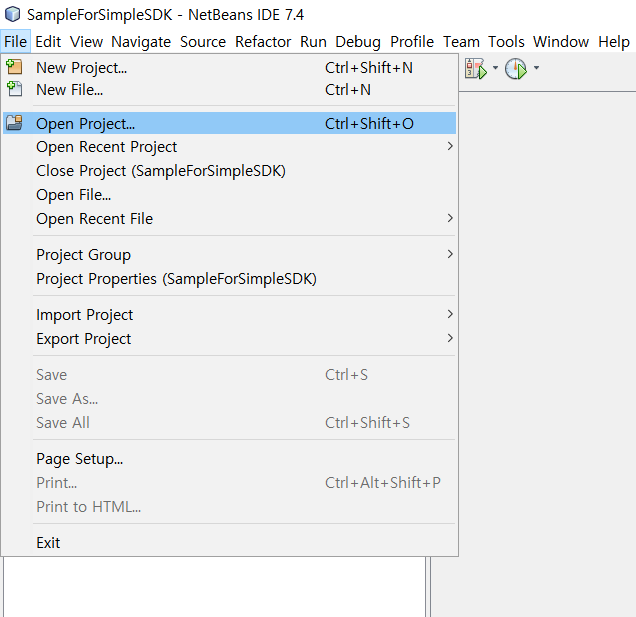 SampleForSimpleSDK - NetBeans IDE 7.4
File Edit View Navigate Source Refactor Run Debug Profile Team Tools Window Help
New Project... Ctrl+Shift+N
New File... Ctrl+N
Open Project... Ctrl+Shift+O
Open Recent Project
Close Project (SampleForSimpleSDK)
Open File...
Open Recent File
Project Group
Project Properties (SampleForSimpleSDK)
Import Project
Export Project
Save Ctrl+S
Save As...
Save All Ctrl+Shift+S
Page Setup...
Print... Ctrl+Alt+Shift+P
Print to HTML...
Exit